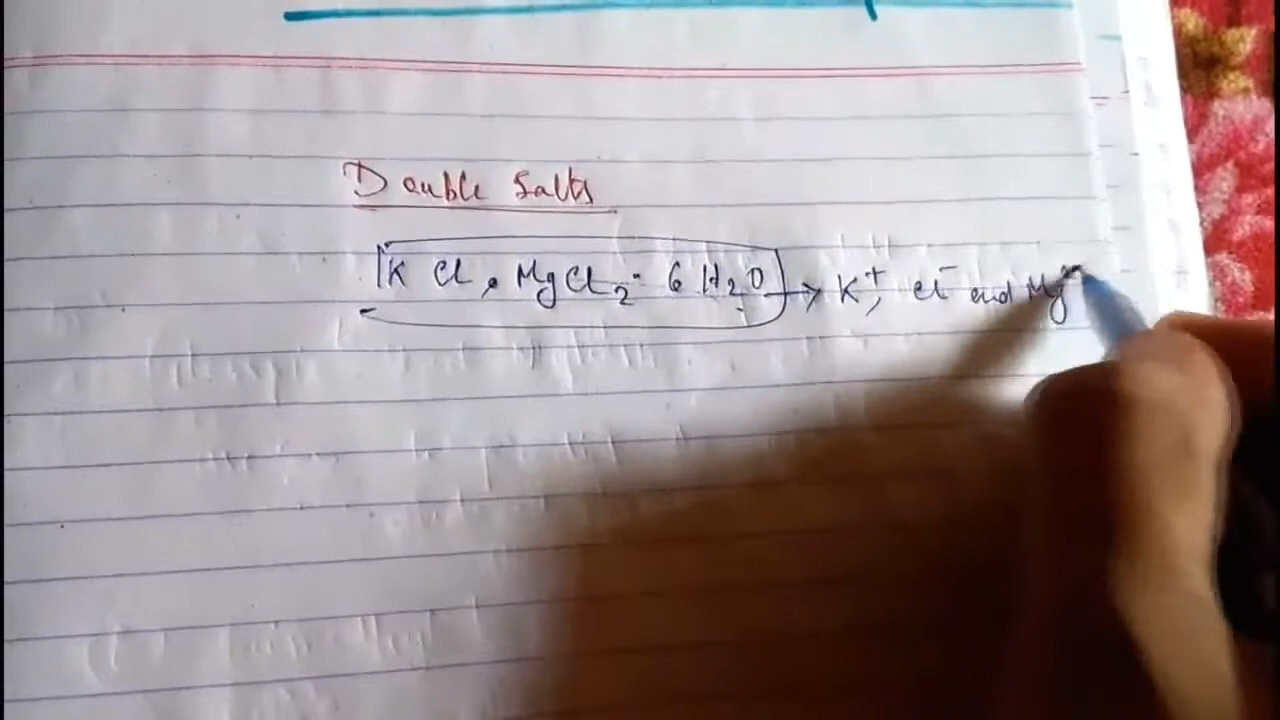 Double Salts
KCl . MgCl₂ . 6H₂O → K⁺, Cl⁻ and Mg